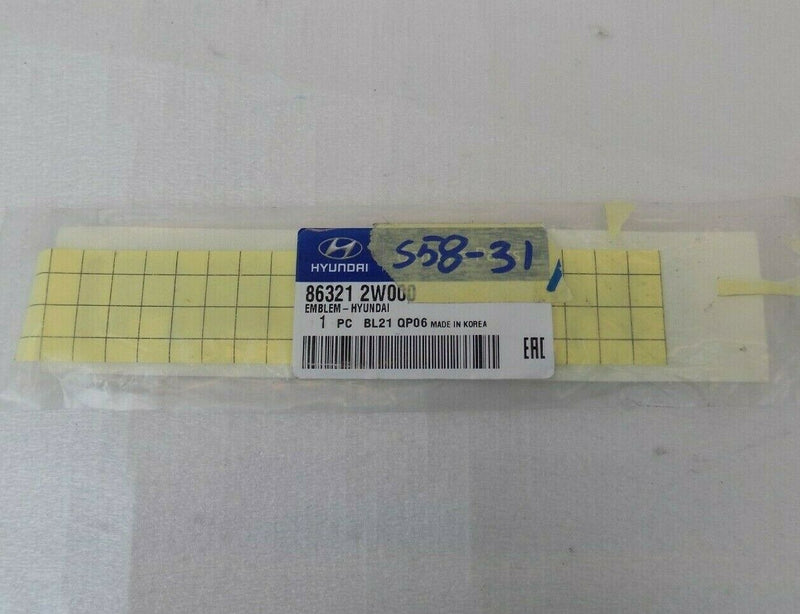 HYUNDAI
S58-31
86321 2W000
EMBLEM-HYUNDAI
1 PC BL21 QP06 MADE IN KOREA
EAC